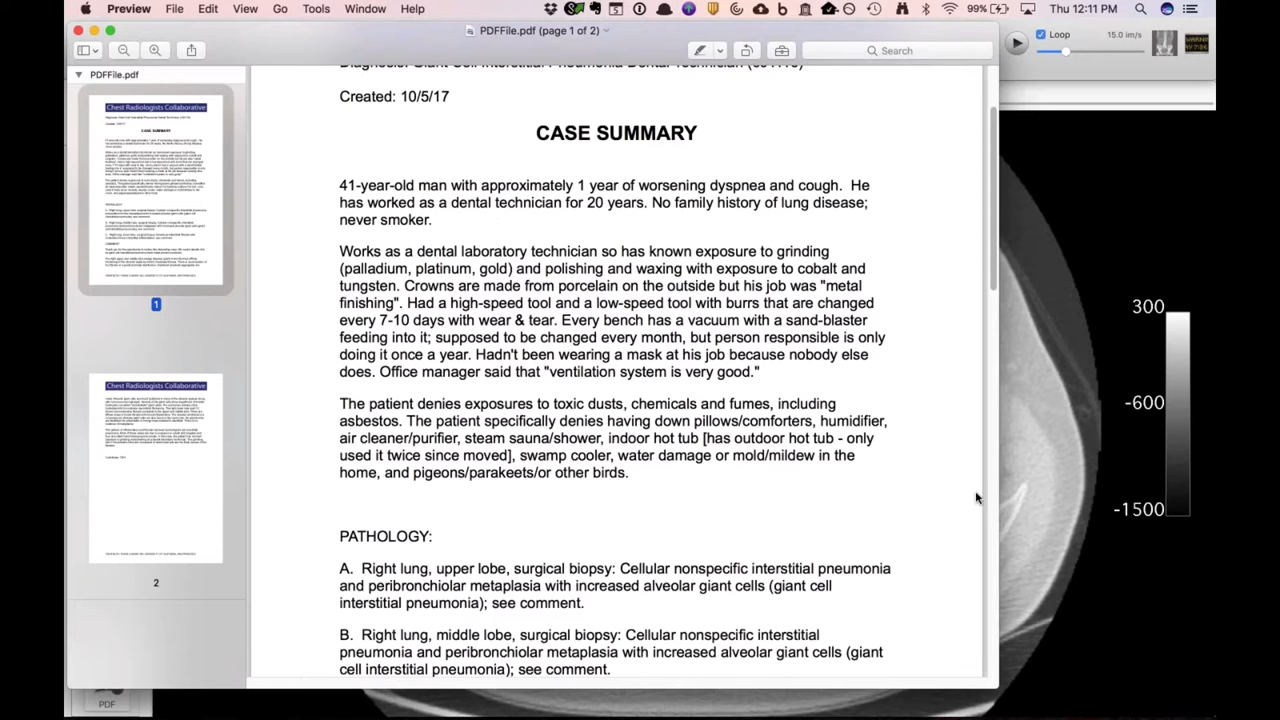 Preview File Edit View Go Tools Window Help
99% Thu 12:11 PM
PDFFile.pdf (page 1 of 2)
Loop 15.0 im/s
Search
PDFFile.pdf
Chest Radiologists Collaborative
CASE SUMMARY
1
Chest Radiologists Collaborative
2
PDF
Created: 10/5/17
CASE SUMMARY
41-year-old man with approximately 1 year of worsening dyspnea and cough. He
has worked as a dental technician for 20 years. No family history of lung disease;
never smoker.
Works as dental laboratory technician so has known exposure to grinding
(palladium, platinum, gold) and polishing and waxing with exposure to cobalt and
tungsten. Crowns are made from porcelain on the outside but his job was "metal
finishing". Had a high-speed tool and a low-speed tool with burrs that are changed
every 7-10 days with wear & tear. Every bench has a vacuum with a sand-blaster
feeding into it; supposed to be changed every month, but person responsible is only
doing it once a year. Hadn't been wearing a mask at his job because nobody else
does. Office manager said that "ventilation system is very good."
The patient denies exposure to noxious chemicals and fumes, including
asbestos. The patient specifically denies having down pillows/comforters, humidifier,
air cleaner/purifier, steam sauna/shower, indoor hot tub [has outdoor hot tub - only
used it twice since moved], swamp cooler, water damage or mold/mildew in the
home, and pigeons/parakeets/or other birds.
PATHOLOGY:
A. Right lung, upper lobe, surgical biopsy: Cellular nonspecific interstitial pneumonia
and peribronchiolar metaplasia with increased alveolar giant cells (giant cell
interstitial pneumonia); see comment.
B. Right lung, middle lobe, surgical biopsy: Cellular nonspecific interstitial
pneumonia and peribronchiolar metaplasia with increased alveolar giant cells (giant
cell interstitial pneumonia); see comment.
300
-600
-1500